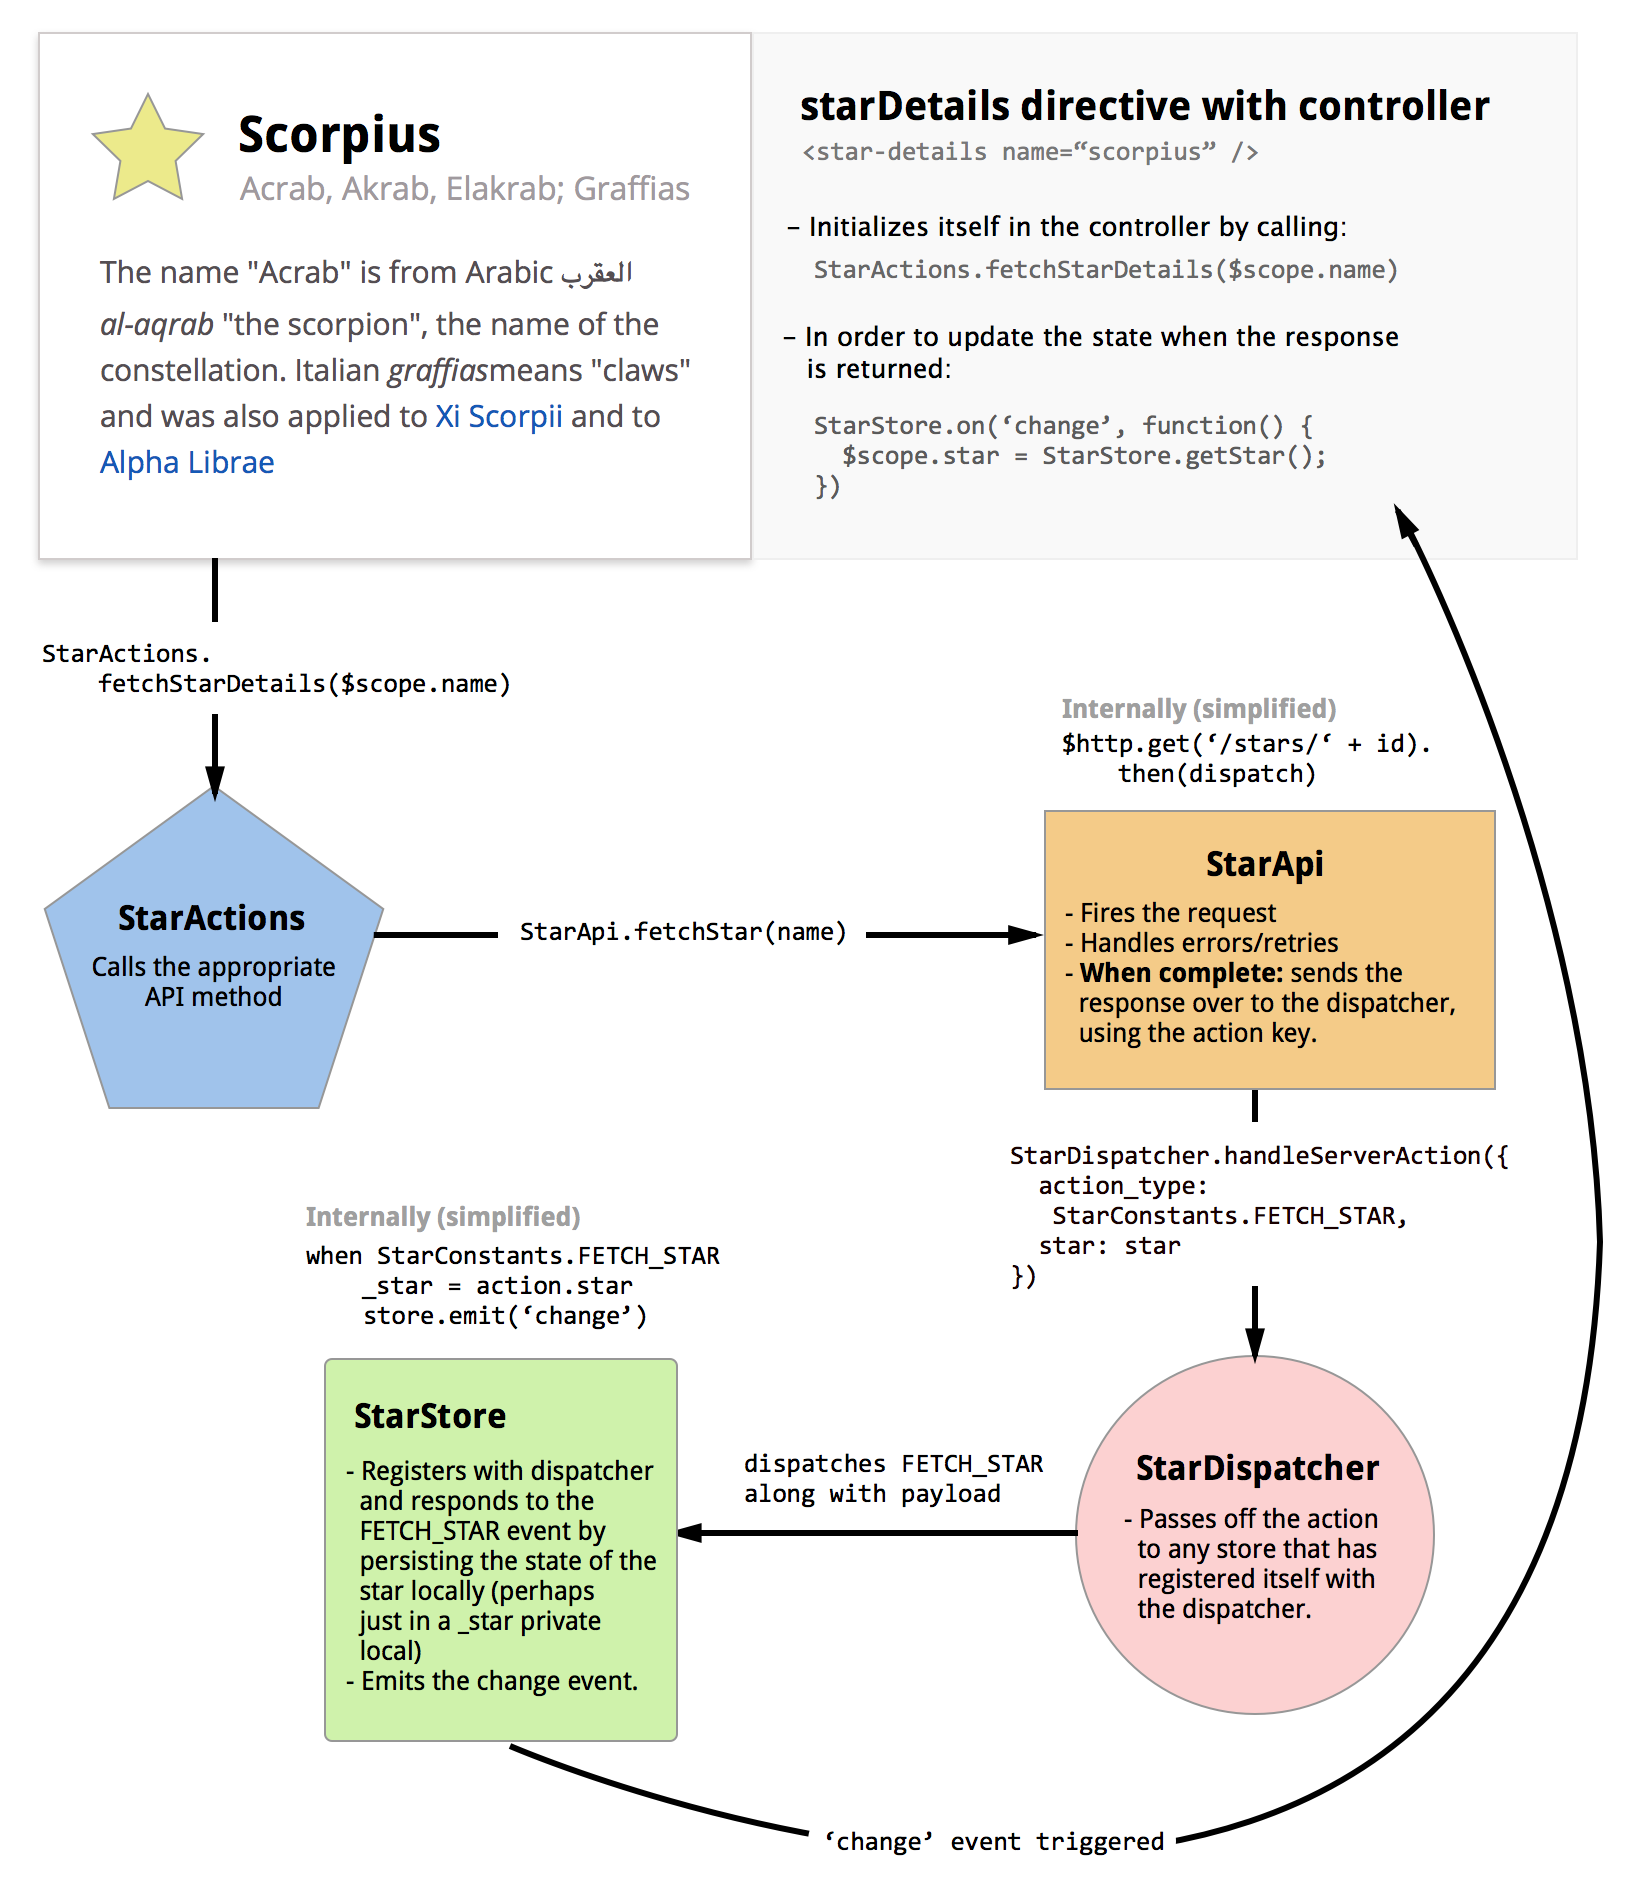 Scorpius
Acrab, Akrab, Elakrab; Graffias
The name "Acrab" is from Arabic العقرب
al-aqrab "the scorpion", the name of the
constellation. Italian graffiasmeans "claws"
and was also applied to Xi Scorpii and to
Alpha Librae
starDetails directive with controller
<star-details name=“scorpius” />
– Initializes itself in the controller by calling:
StarActions.fetchStarDetails($scope.name)
– In order to update the state when the response
is returned:
StarStore.on(‘change’, function() {
$scope.star = StarStore.getStar();
})
StarActions.
fetchStarDetails($scope.name)
StarActions
Calls the appropriate
API method
StarApi.fetchStar(name)
Internally (simplified)
$http.get(‘/stars/‘ + id).
then(dispatch)
StarApi
- Fires the request
- Handles errors/retries
- When complete: sends the
response over to the dispatcher,
using the action key.
StarDispatcher.handleServerAction({
action_type:
StarConstants.FETCH_STAR,
star: star
})
StarDispatcher
- Passes off the action
to any store that has
registered itself with
the dispatcher.
dispatches FETCH_STAR
along with payload
Internally (simplified)
when StarConstants.FETCH_STAR
_star = action.star
store.emit(‘change’)
StarStore
- Registers with dispatcher
and responds to the
FETCH_STAR event by
persisting the state of the
star locally (perhaps
just in a _star private
local)
- Emits the change event.
‘change’ event triggered